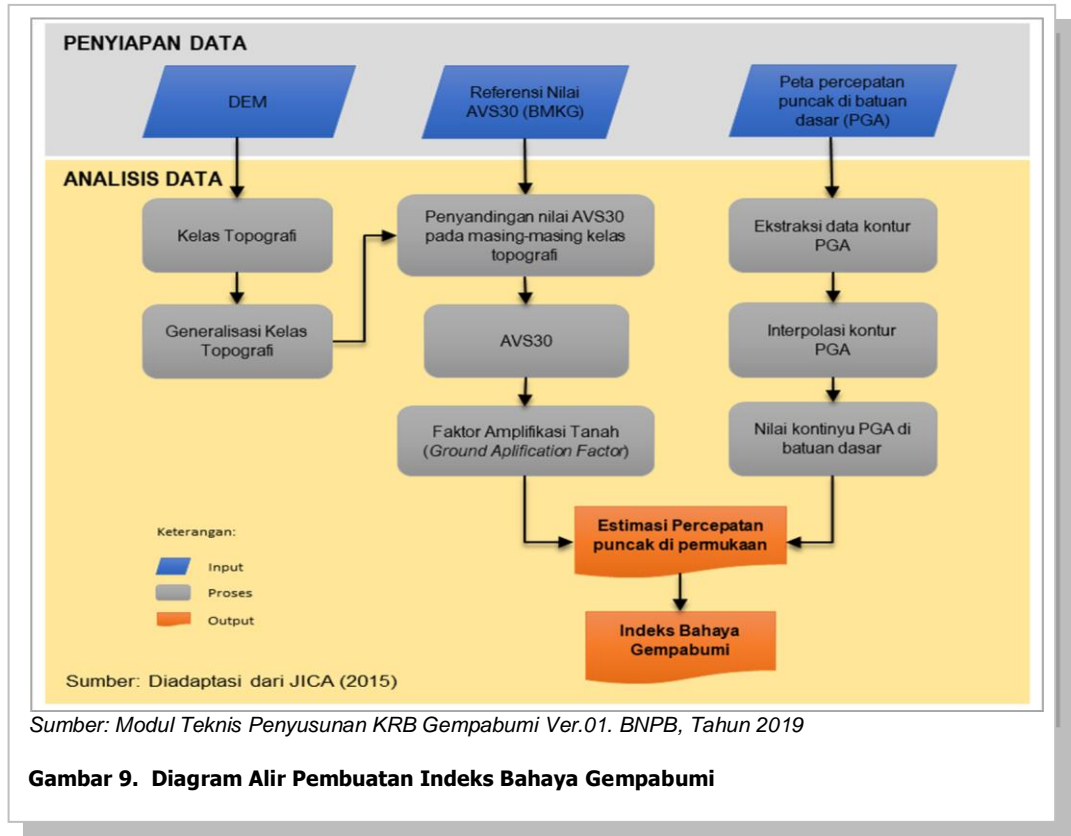 PENYIAPAN DATA
DEM
Referensi Nilai
AVS30 (BMKG)
Peta percepatan
puncak di batuan
dasar (PGA)
ANALISIS DATA
Kelas Topografi
Generalisasi Kelas
Topografi
Penyandingan nilai AVS30
pada masing-masing kelas
topografi
AVS30
Faktor Amplifikasi Tanah
(Ground Aplification Factor)
Ekstraksi data kontur
PGA
Interpolasi kontur
PGA
Nilai kontinyu PGA di
batuan dasar
Estimasi Percepatan
puncak di permukaan
Indeks Bahaya
Gempabumi
Keterangan:
Input
Proses
Output
Sumber: Diadaptasi dari JICA (2015)
Sumber: Modul Teknis Penyusunan KRB Gempabumi Ver.01. BNPB, Tahun 2019
Gambar 9. Diagram Alir Pembuatan Indeks Bahaya Gempabumi